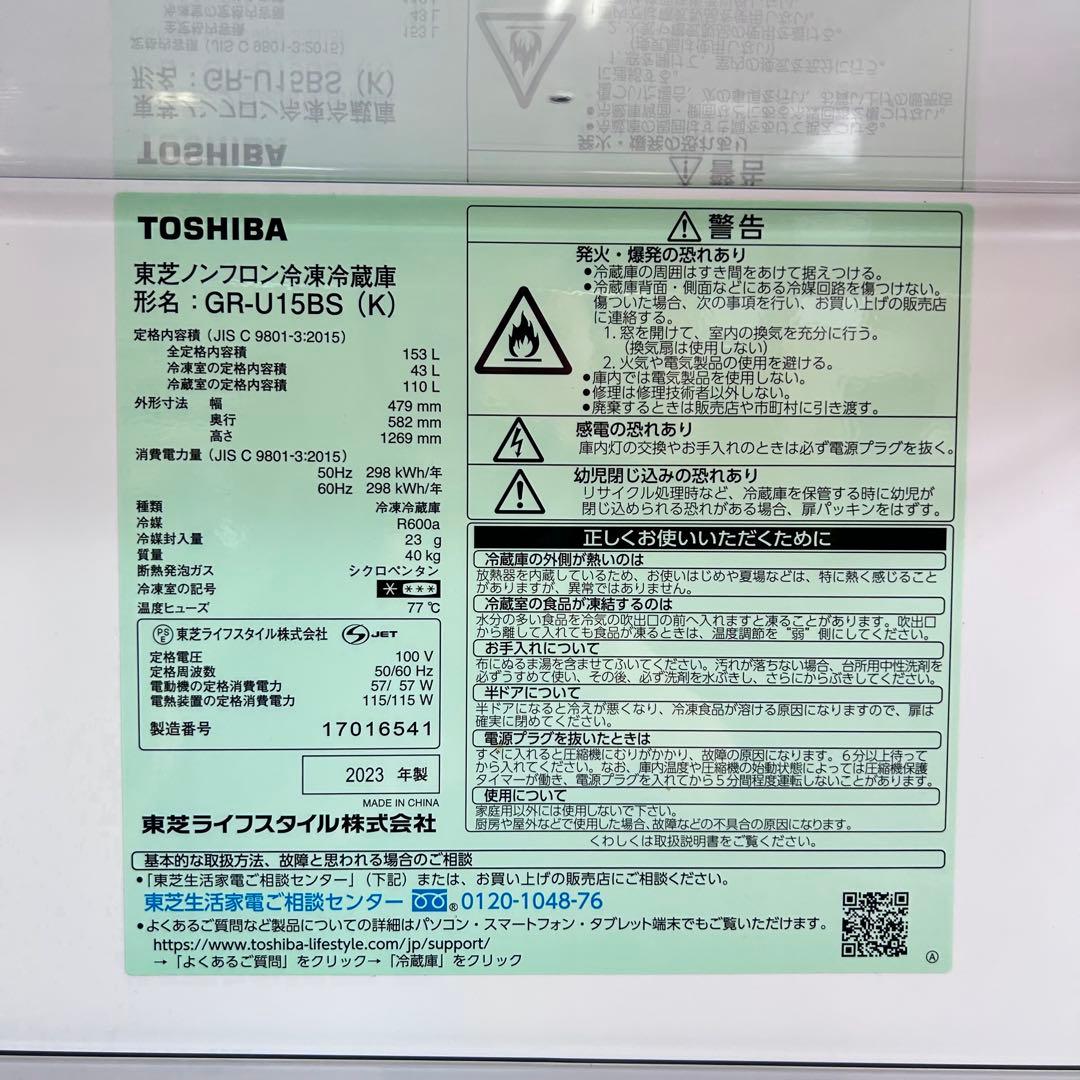 TOSHIBA
東芝ノンフロン冷凍冷蔵庫
形名：GR-U15BS (K)
定格内容積（JIS C 9801-3:2015）
全定格内容積 153 L
冷凍室の定格内容積 43 L
冷蔵室の定格内容積 110 L
外形寸法 幅 479 mm
奥行 582 mm
高さ 1269 mm
消費電力量（JIS C 9801-3:2015）
50Hz 298 kWh/年
60Hz 298 kWh/年
種類 冷凍冷蔵庫
冷媒 R600a
冷媒封入量 23 g
質量 40 kg
断熱発泡ガス シクロペンタン
冷凍室の記号 * ***
温度ヒューズ 77 ℃
PSE 東芝ライフスタイル株式会社 JET
定格電圧 100 V
定格周波数 50/60 Hz
電動機の定格消費電力 57/ 57 W
電熱装置の定格消費電力 115/115 W
製造番号 17016541
2023 年製
MADE IN CHINA
東芝ライフスタイル株式会社
警告
発火・爆発の恐れあり
●冷蔵庫の周囲はすき間をあけて据えつける。
●冷蔵庫背面・側面などにある冷媒回路を傷つけない。
傷ついた場合、次の事項を行い、お買い上げの販売店
に連絡する。
1. 窓を開けて、室内の換気を充分に行う。
(換気扇は使用しない)
2. 火気や電気製品の使用を避ける。
●庫内では電気製品を使用しない。
●修理は修理技術者以外しない。
●廃棄するときは販売店や市町村に引き渡す。
感電の恐れあり
庫内灯の交換やお手入れのときは必ず電源プラグを抜く。
幼児閉じ込みの恐れあり
リサイクル処理時など、冷蔵庫を保管する時に幼児が
閉じ込められる恐れがある場合、扉パッキンをはずす。
正しくお使いいただくために
冷蔵庫の外側が熱いのは
放熱器を内蔵しているため、お使いはじめや夏場などは、特に熱く感じること
がありますが、異常ではありません。
冷蔵室の食品が凍結するのは
水分の多い食品を冷気の吹出口の前へ入れますと凍ることがあります。吹出口
から離して入れても食品が凍るときは、温度調節を“弱”側にしてください。
お手入れについて
布にぬるま湯を含ませてふいてください。汚れが落ちない場合、台所用中性洗剤を
必ずうすめて使い、その後、必ず洗剤を水ぶきし、さらにからぶきしてください。
半ドアについて
半ドアになると冷えが悪くなり、冷凍食品が溶ける原因になりますので、扉は
確実に閉めてください。
電源プラグを抜いたときは
すぐに入れると圧縮機にむりがかかり、故障の原因になります。6分以上待って
から入れてください。なお、庫内温度や圧縮機の始動状態によっては圧縮機保護
タイマーが働き、電源プラグを入れてから5分間程度運転しないことがあります。
使用について
家庭用以外には使用しないで下さい。
厨房や屋外などで使用した場合、故障などの不具合の原因になります。
くわしくは取扱説明書をご覧ください。
基本的な取扱方法、故障と思われる場合のご相談
●「東芝生活家電ご相談センター」（下記）または、お買い上げの販売店にご相談ください。
東芝生活家電ご相談センター ® 0120-1048-76
●よくあるご質問など製品についての詳細はパソコン・スマートフォン・タブレット端末でもご覧いただけます。
https://www.toshiba-lifestyle.com/jp/support/
→「よくあるご質問」をクリック→「冷蔵庫」をクリック
Ⓐ